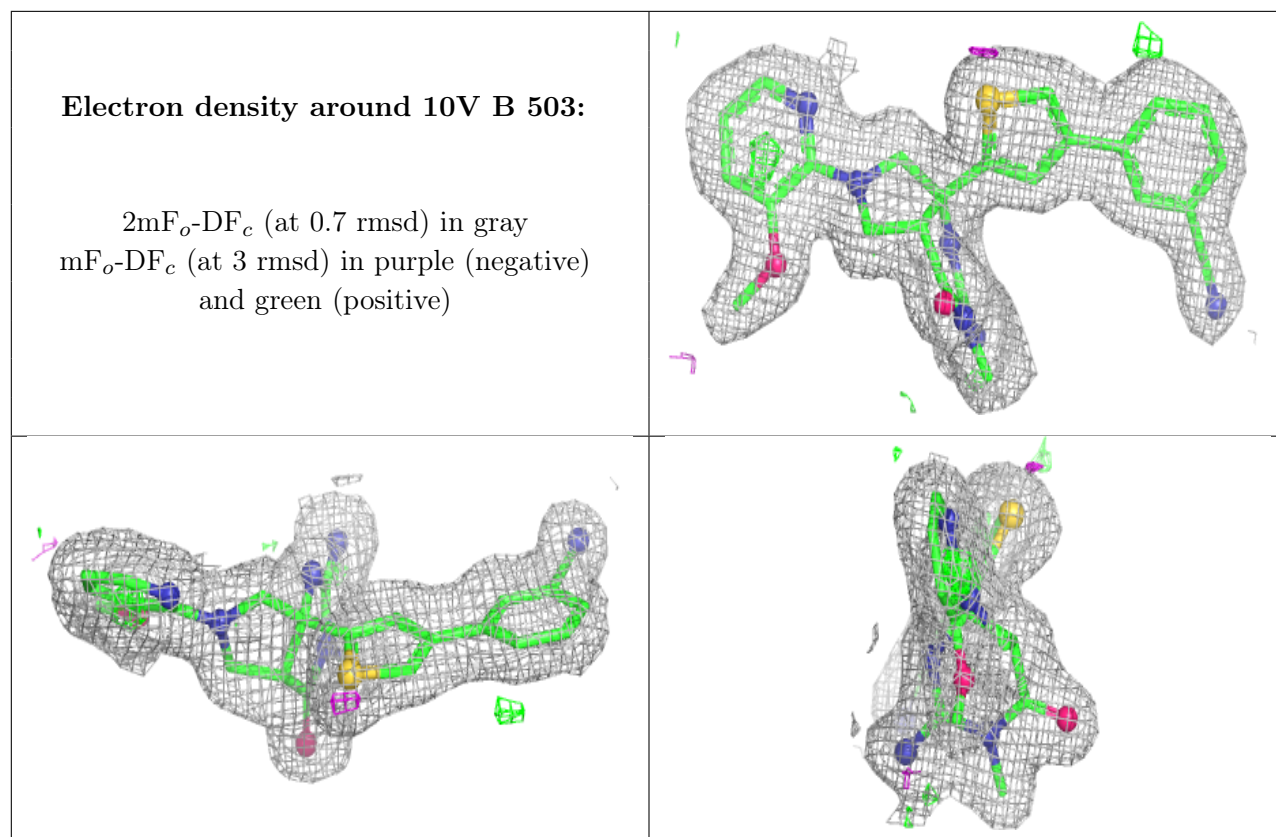 Electron density around 10V B 503:
2mFo-DFc (at 0.7 rmsd) in gray
mFo-DFc (at 3 rmsd) in purple (negative)
and green (positive)